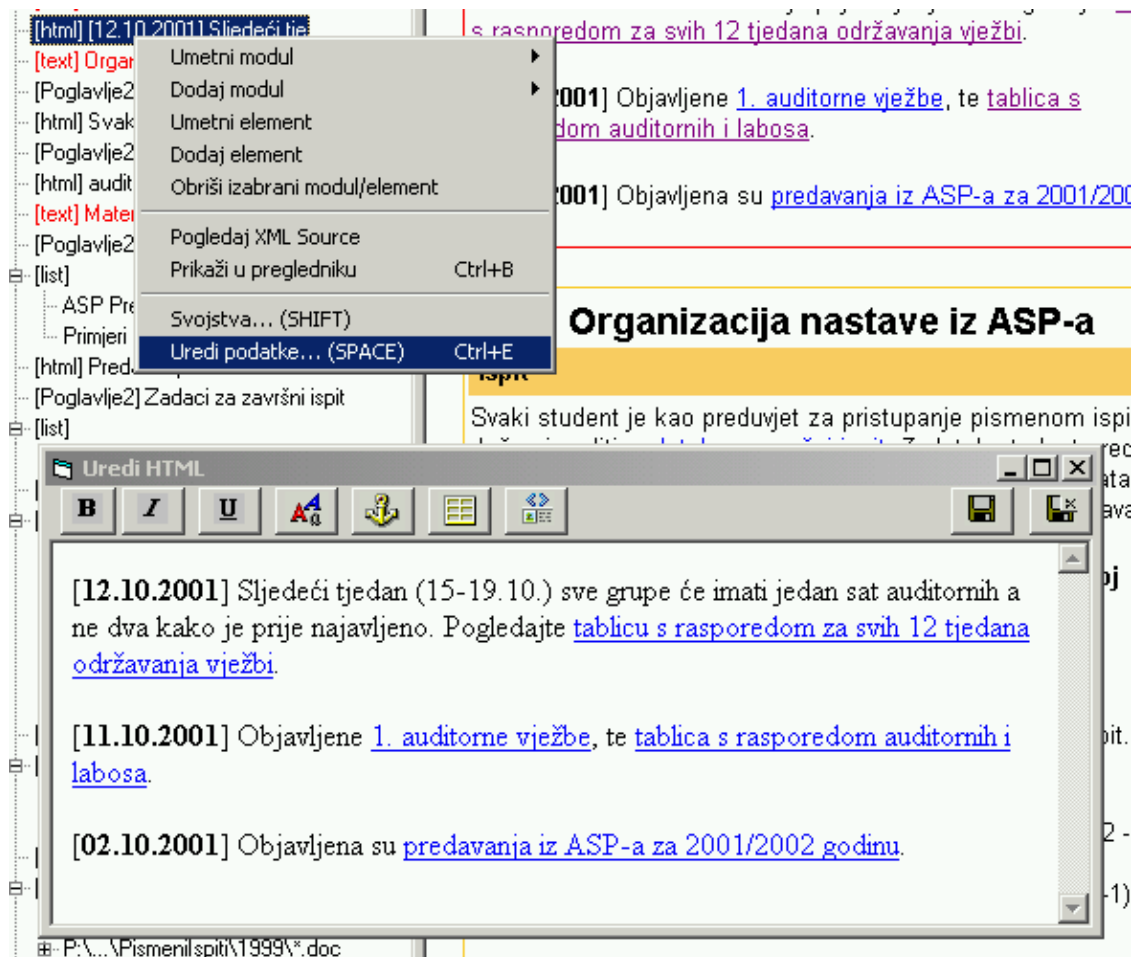 [html] [12.10.2001] Sljedeći tje
[text] Organ
[Poglavlje2
[html] Svak
[Poglavlje2
[html] audit
[text] Mater
[Poglavlje2
[list]
ASP Pre
Primjeri
[html] Pred
[Poglavlje2] Zadaci za završni ispit
[list]
P:\...\PismeniIspiti\1999\*.doc
Umetni modul
Dodaj modul
Umetni element
Dodaj element
Obriši izabrani modul/element
Pogledaj XML Source
Prikaži u pregledniku Ctrl+B
Svojstva... (SHIFT)
Uredi podatke... (SPACE) Ctrl+E
s rasporedom za svih 12 tjedana održavanja vježbi.
2001] Objavljene 1. auditorne vježbe, te tablica s
dom auditornih i labosa.
2001] Objavljena su predavanja iz ASP-a za 2001/200
Organizacija nastave iz ASP-a
Ispit
Svaki student je kao preduvjet za pristupanje pismenom ispi
Uredi HTML
B I U
[12.10.2001] Sljedeći tjedan (15-19.10.) sve grupe će imati jedan sat auditornih a
ne dva kako je prije najavljeno. Pogledajte tablicu s rasporedom za svih 12 tjedana
održavanja vježbi.
[11.10.2001] Objavljene 1. auditorne vježbe, te tablica s rasporedom auditornih i
labosa.
[02.10.2001] Objavljena su predavanja iz ASP-a za 2001/2002 godinu.